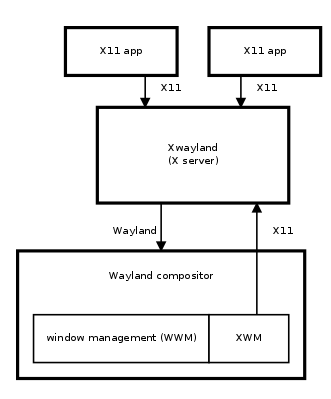 X11 app
X11 app
X11
X11
Xwayland
(X server)
Wayland
X11
Wayland compositor
window management (WWM)
XWM